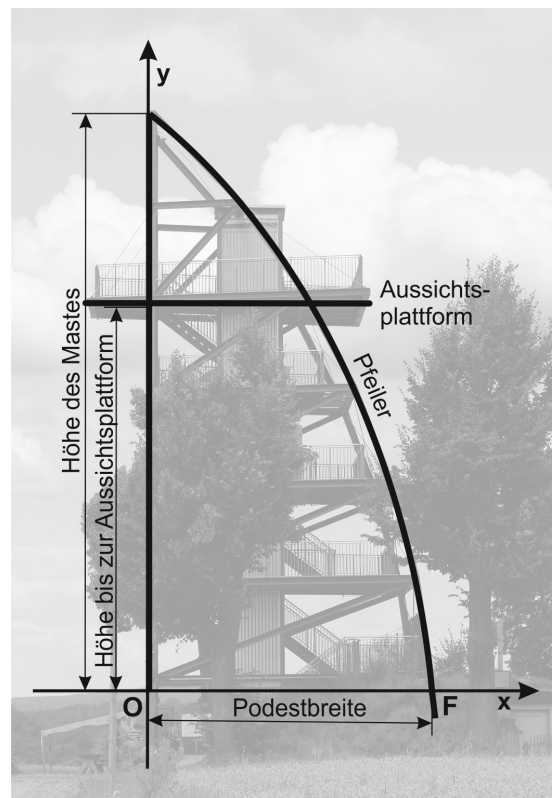 y
Höhe des Mastes
Höhe bis zur Aussichtsplattform
Aussichts-
plattform
Pfeiler
O
Podestbreite
F
x